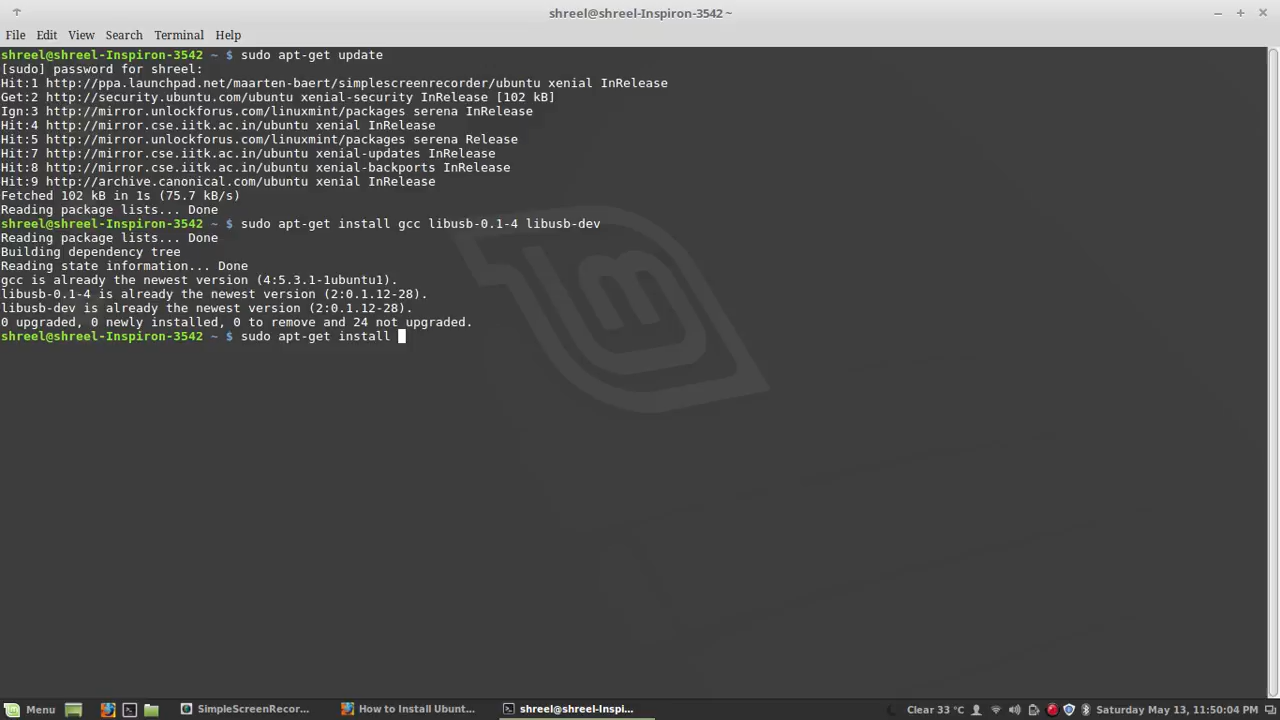 shreel@shreel-Inspiron-3542 ~
File Edit View Search Terminal Help
shreel@shreel-Inspiron-3542 ~ $ sudo apt-get update
[sudo] password for shreel:
Hit:1 http://ppa.launchpad.net/maarten-baert/simplescreenrecorder/ubuntu xenial InRelease
Get:2 http://security.ubuntu.com/ubuntu xenial-security InRelease [102 kB]
Ign:3 http://mirror.unlockforus.com/linuxmint/packages serena InRelease
Hit:4 http://mirror.cse.iitk.ac.in/ubuntu xenial InRelease
Hit:5 http://mirror.unlockforus.com/linuxmint/packages serena Release
Hit:7 http://mirror.cse.iitk.ac.in/ubuntu xenial-updates InRelease
Hit:8 http://mirror.cse.iitk.ac.in/ubuntu xenial-backports InRelease
Hit:9 http://archive.canonical.com/ubuntu xenial InRelease
Fetched 102 kB in 1s (75.7 kB/s)
Reading package lists... Done
shreel@shreel-Inspiron-3542 ~ $ sudo apt-get install gcc libusb-0.1-4 libusb-dev
Reading package lists... Done
Building dependency tree
Reading state information... Done
gcc is already the newest version (4:5.3.1-1ubuntu1).
libusb-0.1-4 is already the newest version (2:0.1.12-28).
libusb-dev is already the newest version (2:0.1.12-28).
0 upgraded, 0 newly installed, 0 to remove and 24 not upgraded.
shreel@shreel-Inspiron-3542 ~ $ sudo apt-get install
Menu SimpleScreenRecor... How to Install Ubunt... shreel@shreel-Inspi... Clear 33 °C Saturday May 13, 11:50:04 PM